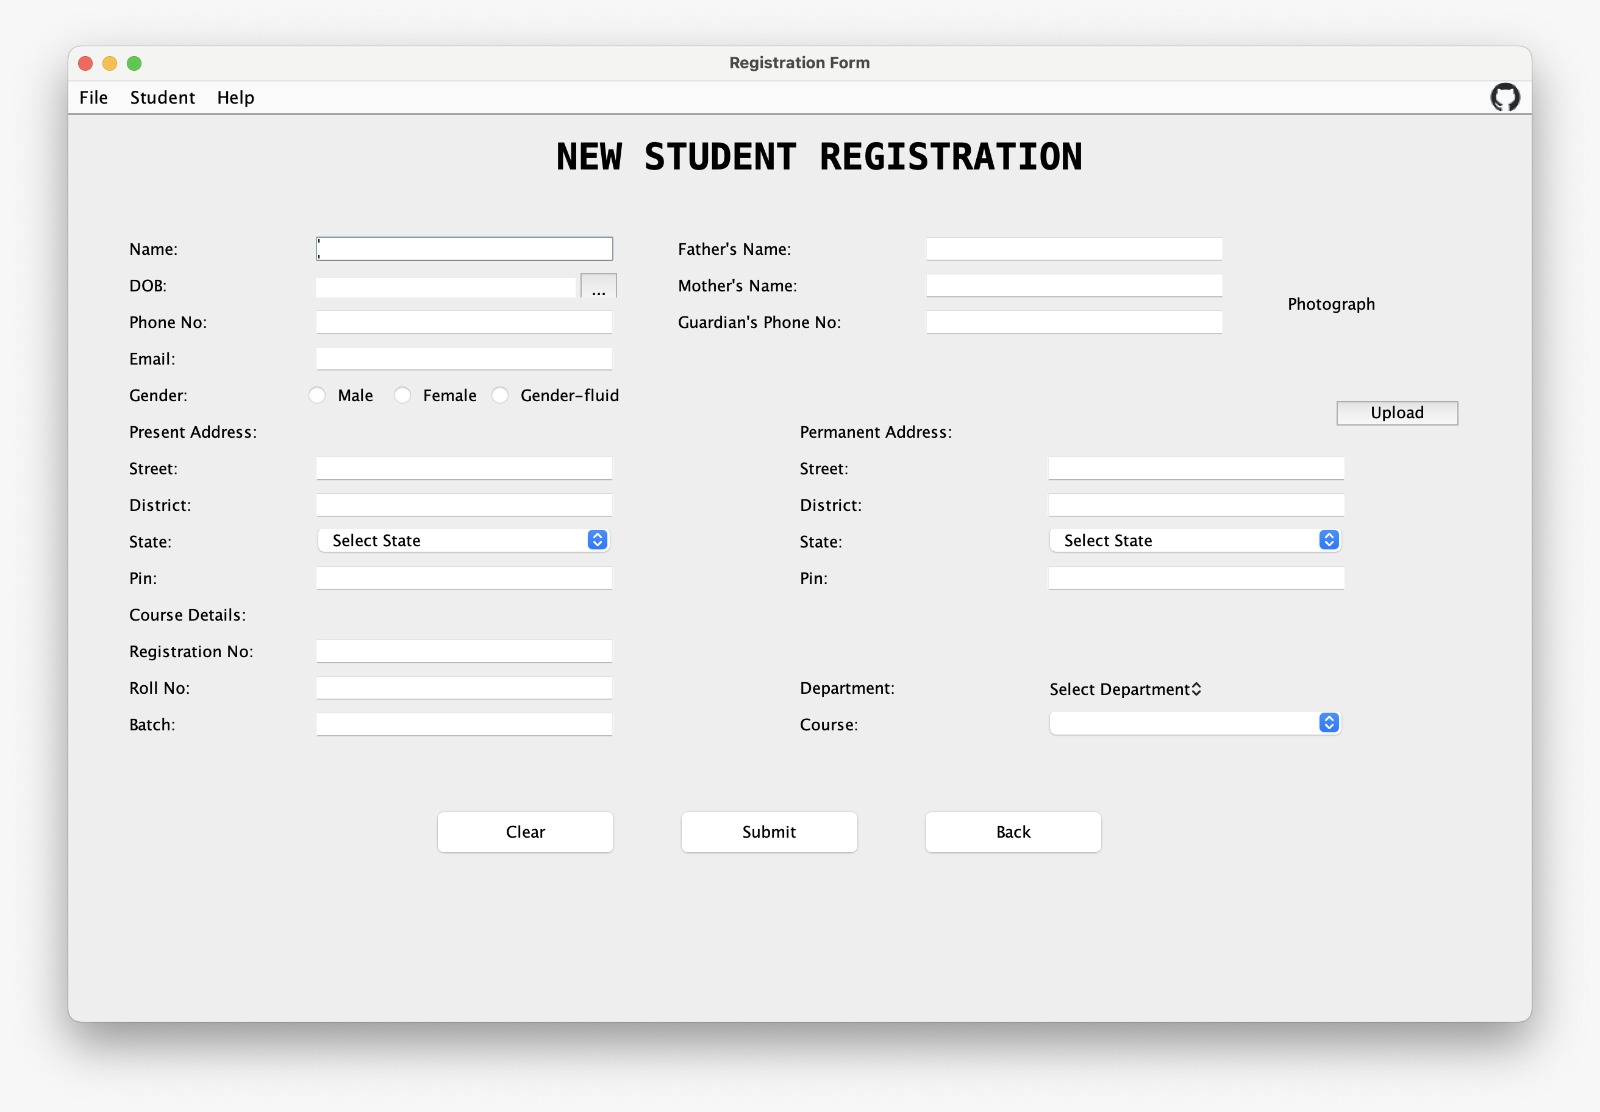 Registration Form
File Student Help
NEW STUDENT REGISTRATION
Name: Father's Name:
DOB: ... Mother's Name:
Photograph
Phone No: Guardian's Phone No:
Email:
Gender: Male Female Gender-fluid
Upload
Present Address: Permanent Address:
Street: Street:
District: District:
State: Select State State: Select State
Pin: Pin:
Course Details:
Registration No:
Roll No: Department: Select Department
Batch: Course:
Clear Submit Back